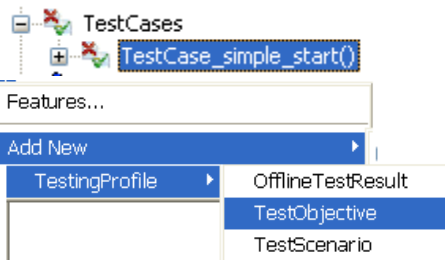 TestCases
TestCase_simple_start()
Features...
Add New
TestingProfile
OfflineTestResult
TestObjective
TestScenario